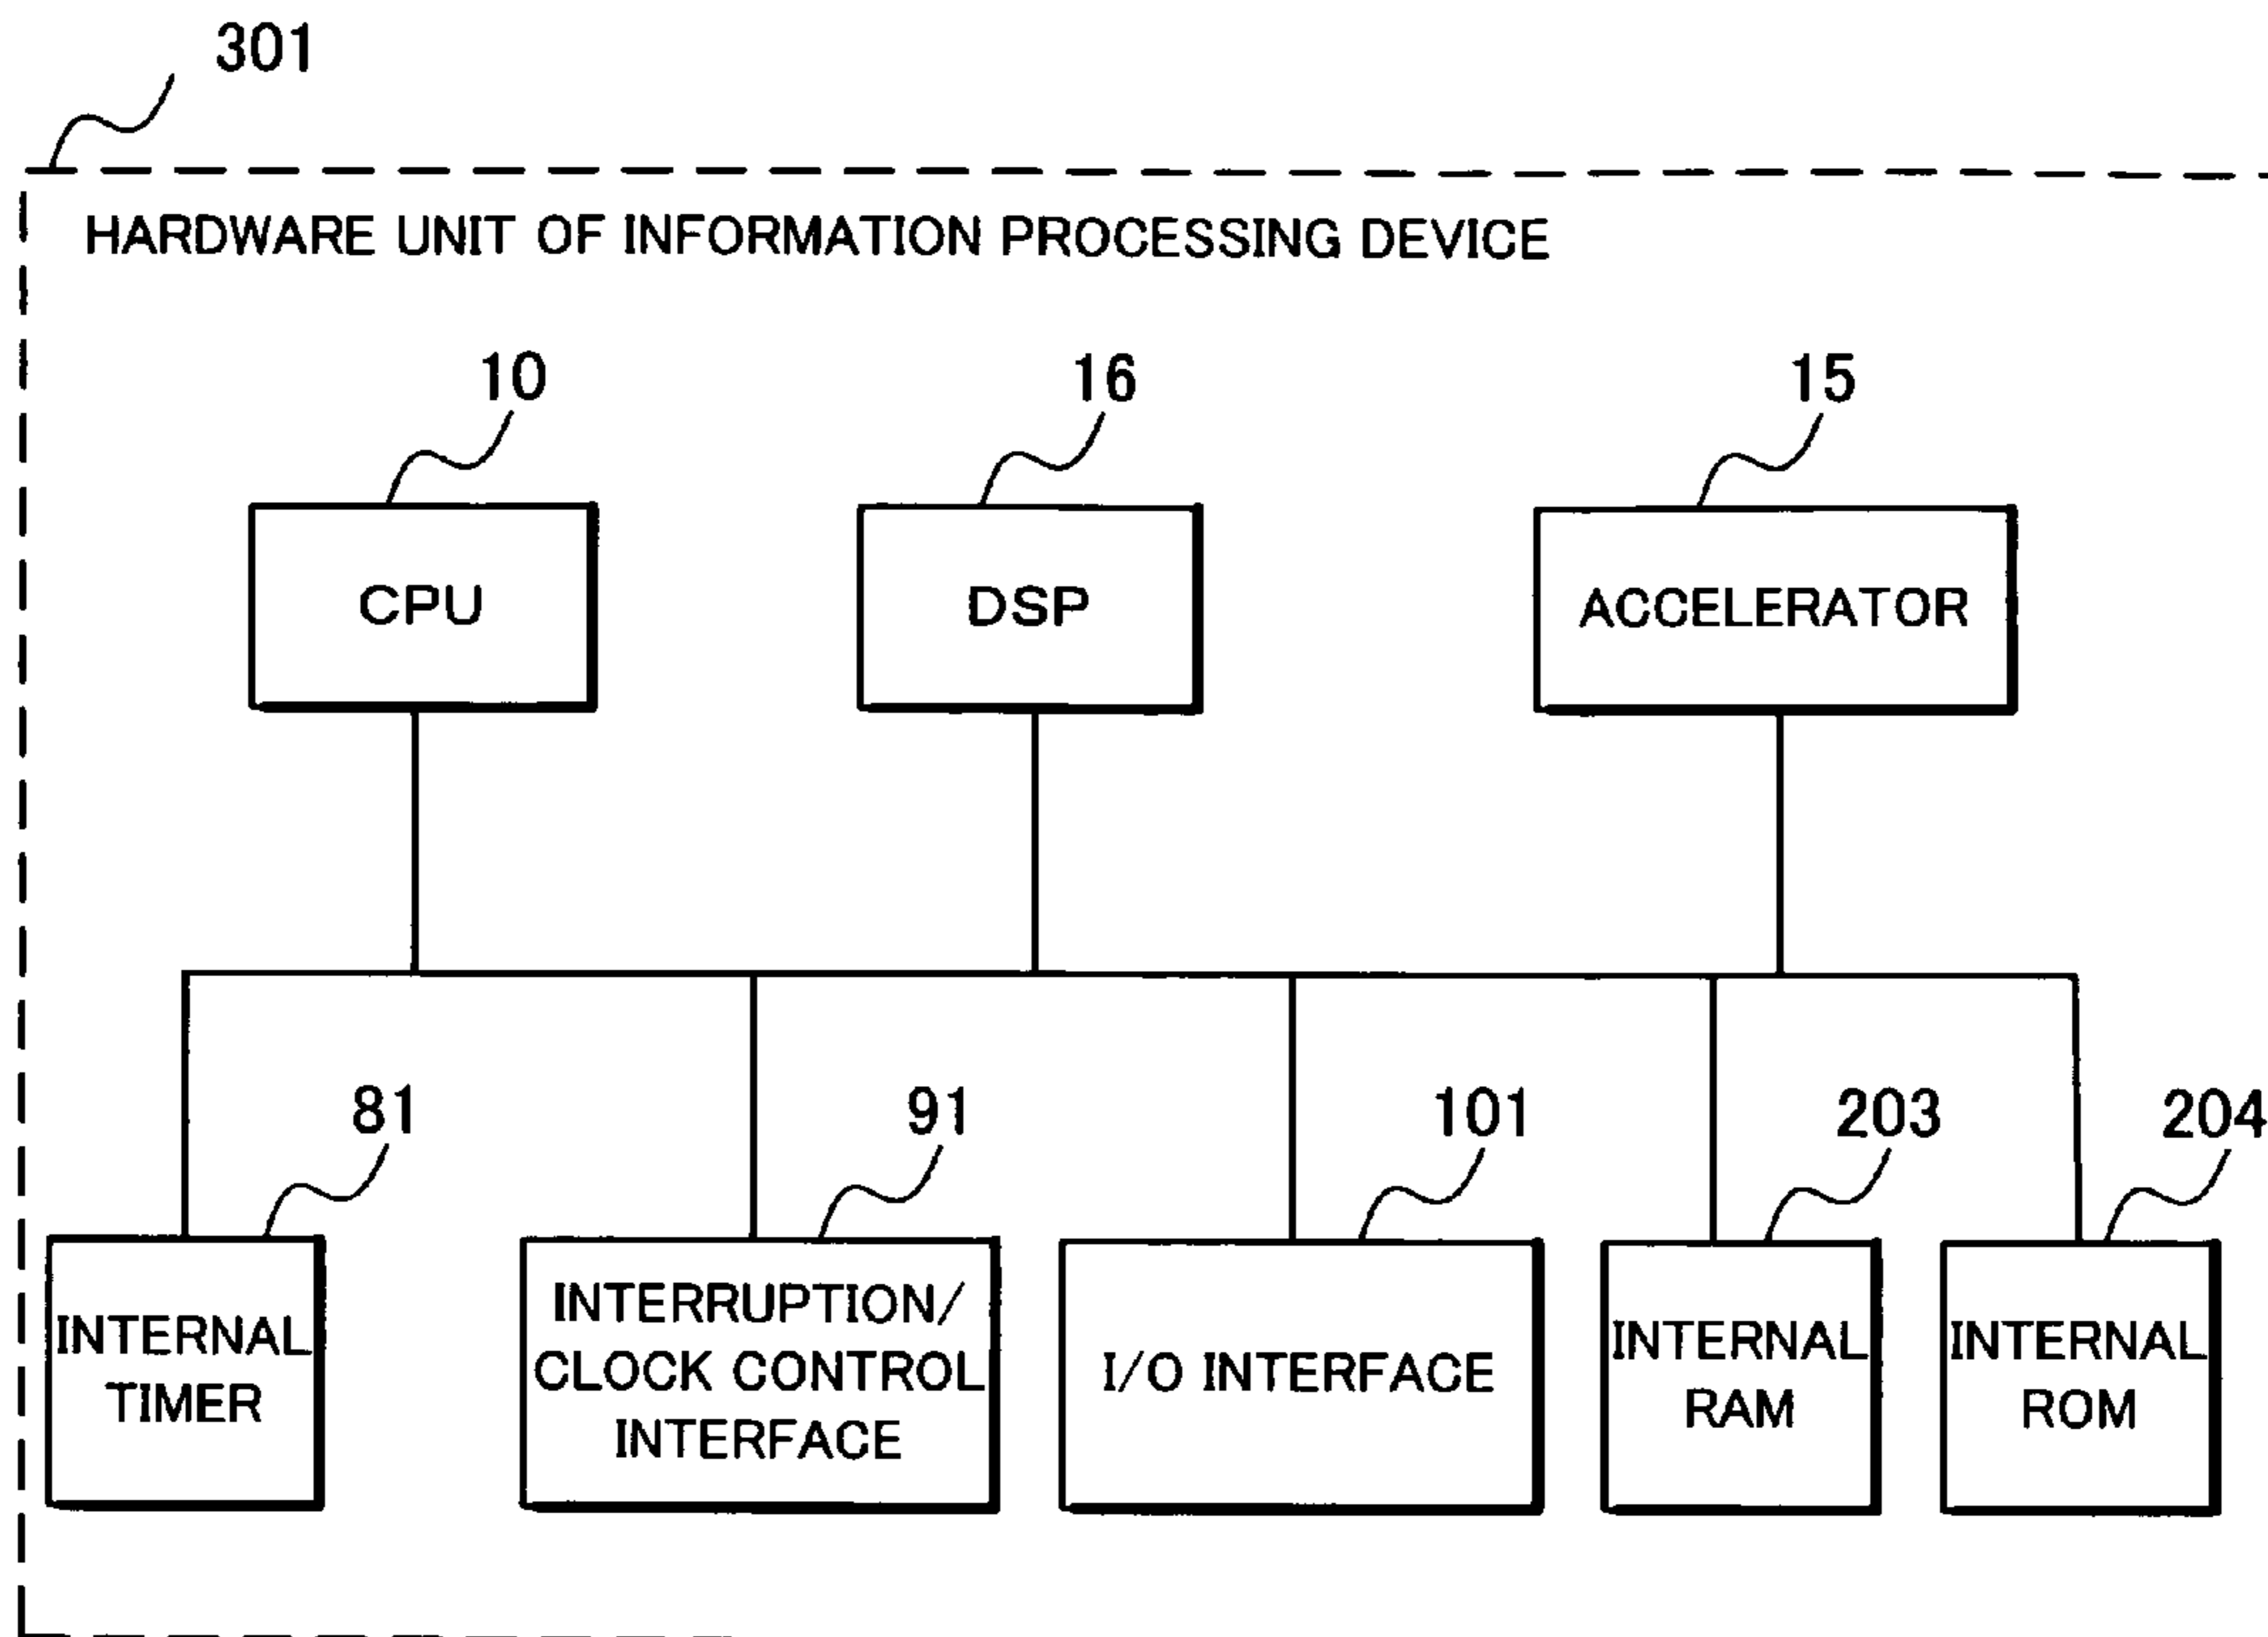 301
HARDWARE UNIT OF INFORMATION PROCESSING DEVICE
10
16
15
CPU
DSP
ACCELERATOR
81
91
101
203
204
INTERNAL
TIMER
INTERRUPTION/
CLOCK CONTROL
INTERFACE
I/O INTERFACE
INTERNAL
RAM
INTERNAL
ROM